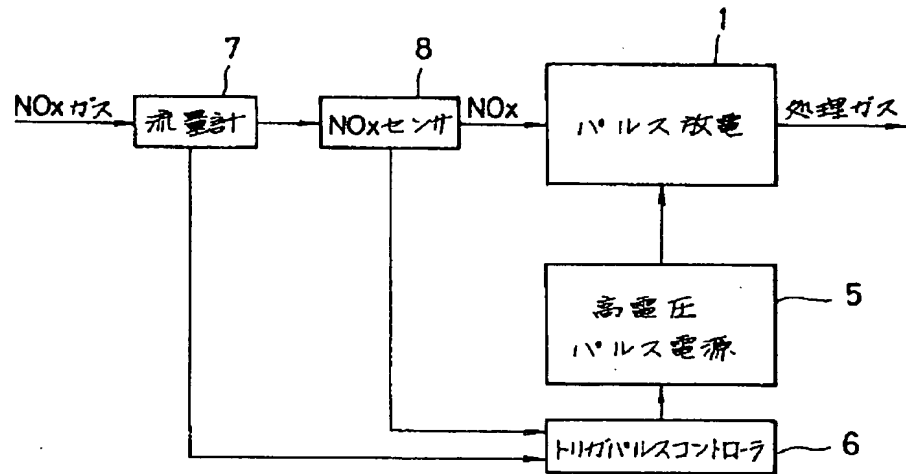 1
7
8
NOxガス
流量計
NOxセンサ
NOx
パルス放電
処理ガス
高電圧
パルス電源
5
トリガパルスコントローラ
6